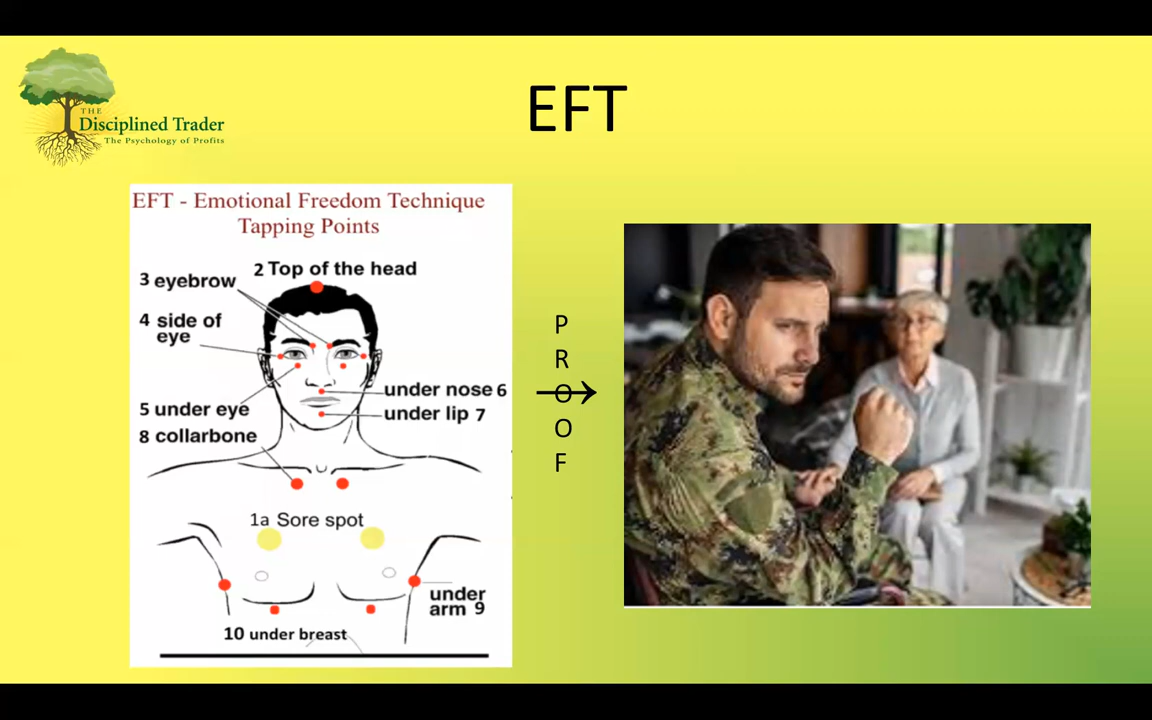 THE
Disciplined Trader
The Psychology of Profits
EFT
EFT - Emotional Freedom Technique
Tapping Points
2 Top of the head
3 eyebrow
4 side of
eye
5 under eye
under nose 6
under lip 7
8 collarbone
1a Sore spot
under
arm 9
10 under breast
P
R
O
O
F